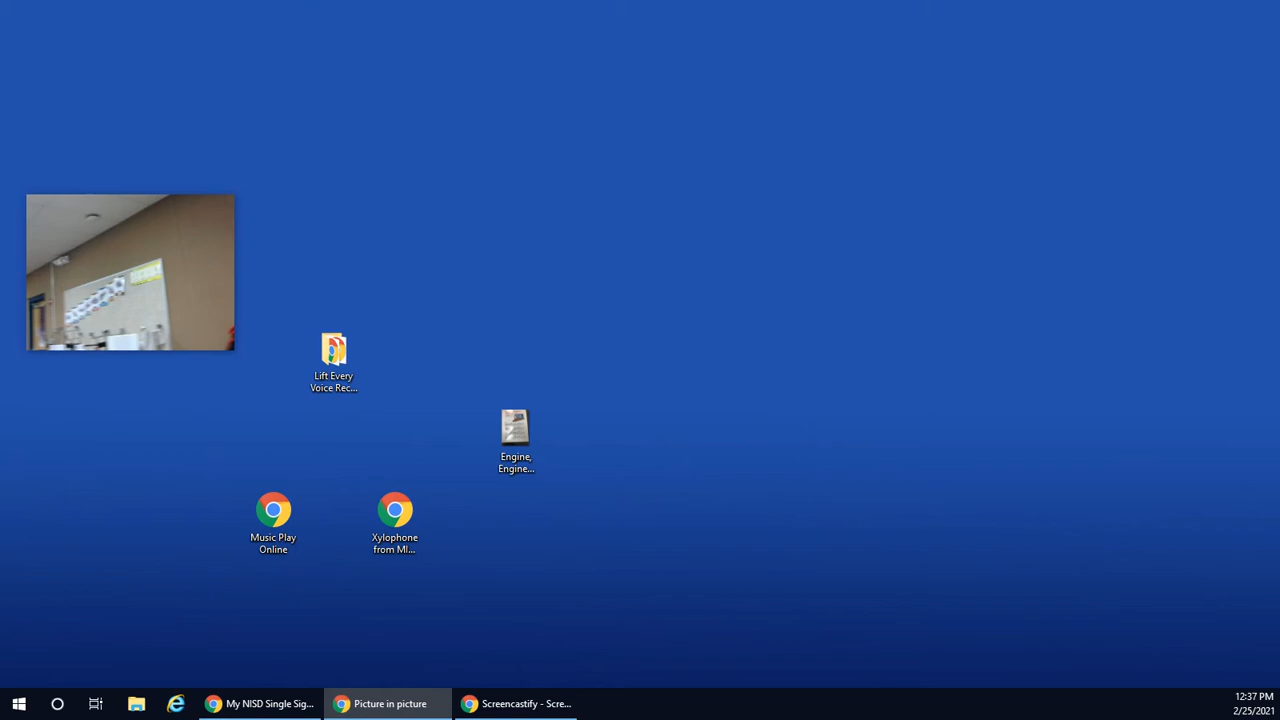 Lift Every
Voice Rec...
Engine,
Engine...
Music Play
Online
Xylophone
from MI...
My NISD Single Sig...
Picture in picture
Screencastify - Scre...
12:37 PM
2/25/2021